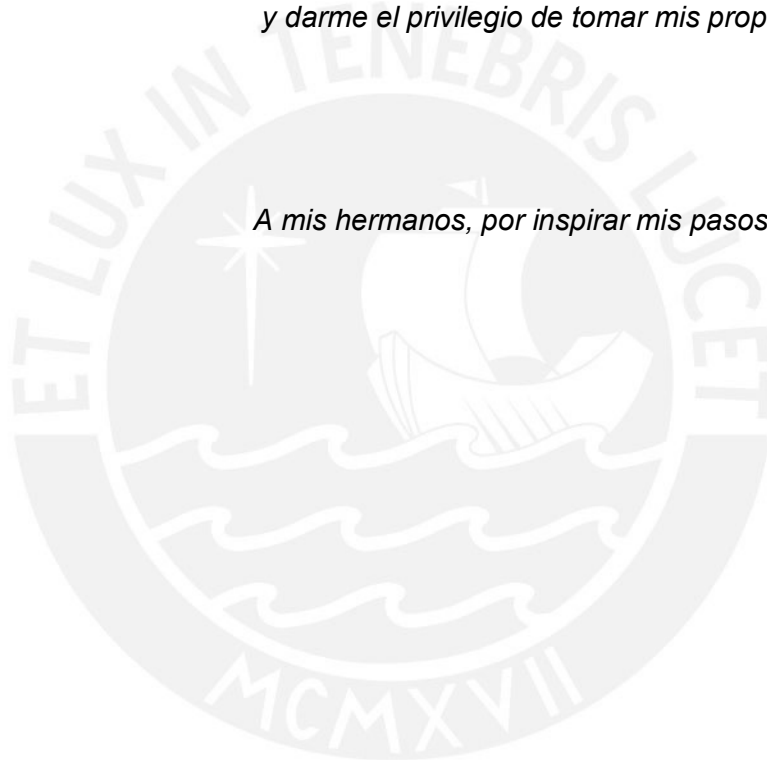 y darme el privilegio de tomar mis prop
A mis hermanos, por inspirar mis pasos
ET LUX IN TENEBRIS LUCET
MCMXVII